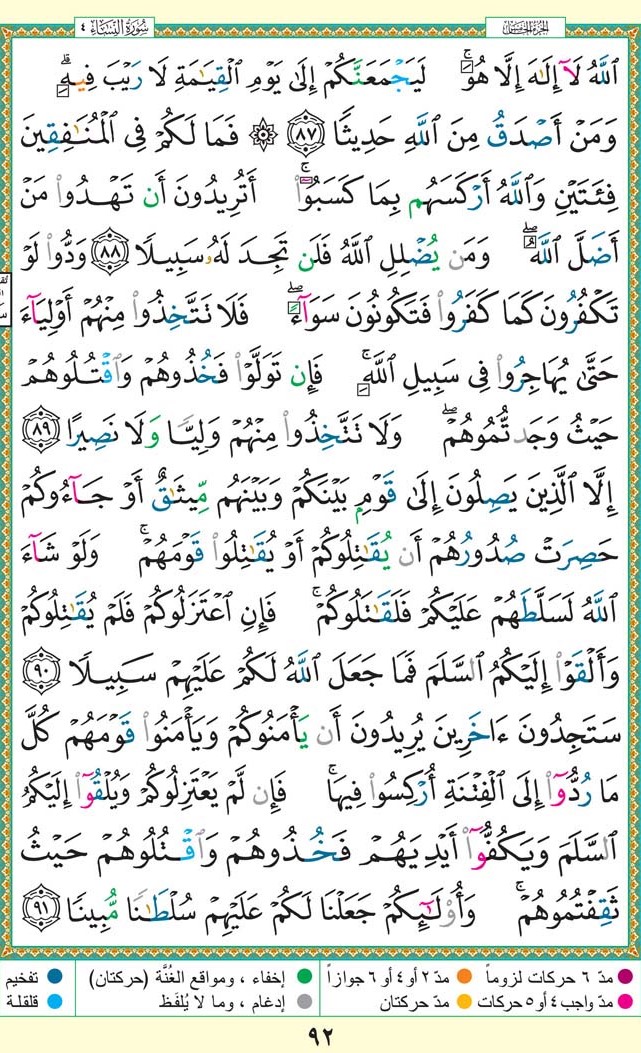 سُورَةُ النِّسَاءِ ٤
الجزء الخامس
ٱللَّهُ لَآ إِلَٰهَ إِلَّا هُوَۚ لَيَجۡمَعَنَّكُمۡ إِلَىٰ يَوۡمِ ٱلۡقِيَٰمَةِ لَا رَيۡبَ فِيهِۗ
وَمَنۡ أَصۡدَقُ مِنَ ٱللَّهِ حَدِيثٗا ٨٧ ۞ فَمَا لَكُمۡ فِي ٱلۡمُنَٰفِقِينَ
فِئَتَيۡنِ وَٱللَّهُ أَرۡكَسَهُم بِمَا كَسَبُوٓاْۚ أَتُرِيدُونَ أَن تَهۡدُواْ مَنۡ
أَضَلَّ ٱللَّهُۖ وَمَن يُضۡلِلِ ٱللَّهُ فَلَن تَجِدَ لَهُۥ سَبِيلٗا ٨٨ وَدُّواْ لَوۡ
تَكۡفُرُونَ كَمَا كَفَرُواْ فَتَكُونُونَ سَوَآءٗۖ فَلَا تَتَّخِذُواْ مِنۡهُمۡ أَوۡلِيَآءَ
حَتَّىٰ يُهَاجِرُواْ فِي سَبِيلِ ٱللَّهِۚ فَإِن تَوَلَّوۡاْ فَخُذُوهُمۡ وَٱقۡتُلُوهُمۡ
حَيۡثُ وَجَدتُّمُوهُمۡۖ وَلَا تَتَّخِذُواْ مِنۡهُمۡ وَلِيّٗا وَلَا نَصِيرًا ٨٩
إِلَّا ٱلَّذِينَ يَصِلُونَ إِلَىٰ قَوۡمِۭ بَيۡنَكُمۡ وَبَيۡنَهُم مِّيثَٰقٌ أَوۡ جَآءُوكُمۡ
حَصِرَتۡ صُدُورُهُمۡ أَن يُقَٰتِلُوكُمۡ أَوۡ يُقَٰتِلُواْ قَوۡمَهُمۡۚ وَلَوۡ شَآءَ
ٱللَّهُ لَسَلَّطَهُمۡ عَلَيۡكُمۡ فَلَقَٰتَلُوكُمۡۚ فَإِنِ ٱعۡتَزَلُوكُمۡ فَلَمۡ يُقَٰتِلُوكُمۡ
وَأَلۡقَوۡاْ إِلَيۡكُمُ ٱلسَّلَمَ فَمَا جَعَلَ ٱللَّهُ لَكُمۡ عَلَيۡهِمۡ سَبِيلٗا ٩٠
سَتَجِدُونَ ءَاخَرِينَ يُرِيدُونَ أَن يَأۡمَنُوكُمۡ وَيَأۡمَنُواْ قَوۡمَهُمۡ كُلَّ
مَا رُدُّوٓاْ إِلَى ٱلۡفِتۡنَةِ أُرۡكِسُواْ فِيهَاۚ فَإِن لَّمۡ يَعۡتَزِلُوكُمۡ وَيُلۡقُوٓاْ إِلَيۡكُمُ
ٱلسَّلَمَ وَيَكُفُّوٓاْ أَيۡدِيَهُمۡ فَخُذُوهُمۡ وَٱقۡتُلُوهُمۡ حَيۡثُ
ثَقِفۡتُمُوهُمۡۚ وَأُوْلَٰٓئِكُمۡ جَعَلۡنَا لَكُمۡ عَلَيۡهِمۡ سُلۡطَٰنٗا مُّبِينٗا ٩١
مدّ ٦ حركات لزوماً مدّ ٢ أو ٤ أو ٦ جوازاً إخفاء ، ومواقع الغُنَّة (حركتان) تفخيم
مدّ واجب ٤ أو ٥ حركات مدّ حركتان إدغام ، وما لا يُلفَظ قلقلة
٩٢